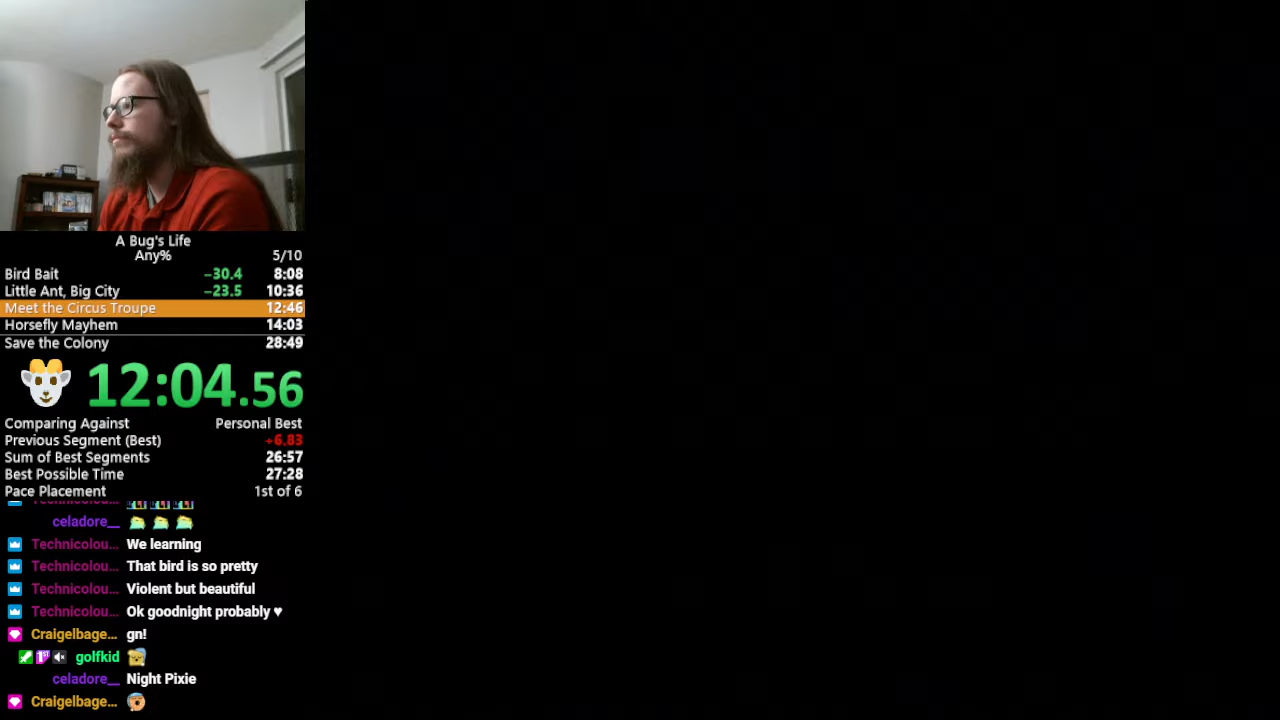 A Bug's Life
Any% 5/10
Bird Bait −30.4 8:08
Little Ant, Big City −23.5 10:36
Meet the Circus Troupe 12:46
Horsefly Mayhem 14:03
Save the Colony 28:49
12:04.56
Comparing Against Personal Best
Previous Segment (Best) +6.83
Sum of Best Segments 26:57
Best Possible Time 27:28
Pace Placement 1st of 6
celadore__
Technicolou... We learning
Technicolou... That bird is so pretty
Technicolou... Violent but beautiful
Technicolou... Ok goodnight probably ♥
Craigelbage... gn!
1ST golfkid
celadore__ Night Pixie
Craigelbage...